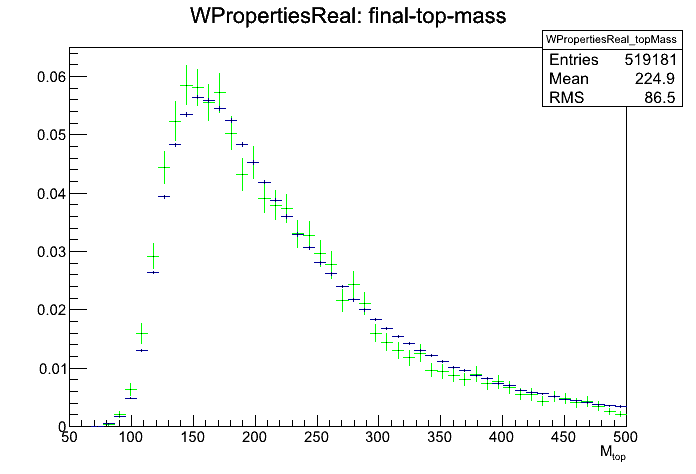 WPropertiesReal: final-top-mass
WPropertiesReal_topMass
Entries 519181
Mean 224.9
RMS 86.5
0.06
0.05
0.04
0.03
0.02
0.01
0
50 100 150 200 250 300 350 400 450 500
M_top